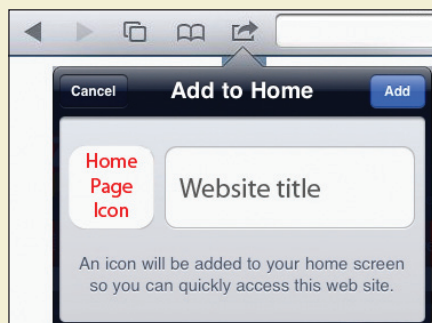 Cancel Add to Home Add
Home
Page
Icon
Website title
An icon will be added to your home screen
so you can quickly access this web site.